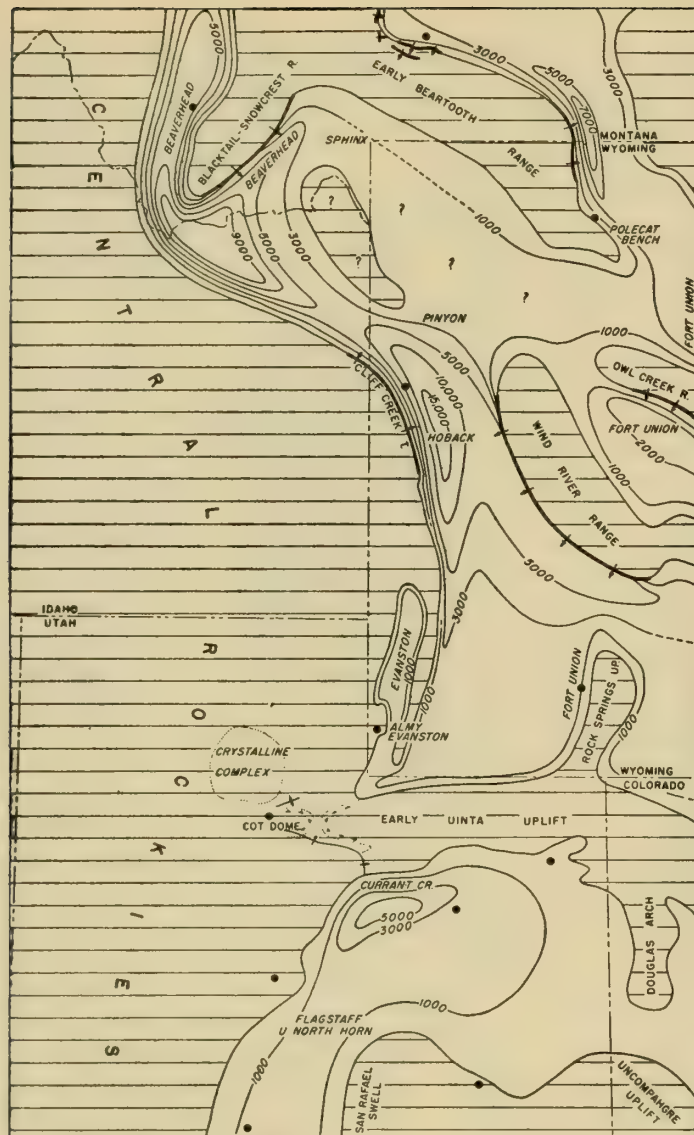 5000
3000
3000
EARLY BEARTOOTH
RANGE
5000
7000
BEAVERHEAD
BLACKTAIL-SNOWCREST R.
BEAVERHEAD
SPHINX
MONTANA
WYOMING
POLECAT
BENCH
?
?
?
?
?
1000
9000
5000
3000
PINYON
FORT UNION
1000
5000
10,000
15,000
HOBACK
CLIFF CREEK T.
OWL CREEK R.
FORT UNION
2000
1000
WIND
RIVER
RANGE
5000
3000
IDAHO
UTAH
EVANSTON
1000
1000
ALMY
EVANSTON
FORT UNION
ROCK SPRINGS UP.
1000
WYOMING
COLORADO
CRYSTALLINE
COMPLEX
COT DOME
EARLY UINTA UPLIFT
CURRANT CR.
5000
3000
DOUGLAS ARCH
1000
FLAGSTAFF
U NORTH HORN
1000
SAN RAFAEL
SWELL
UNCOMPAHGRE
UPLIFT
CENTRAL ROCKIES